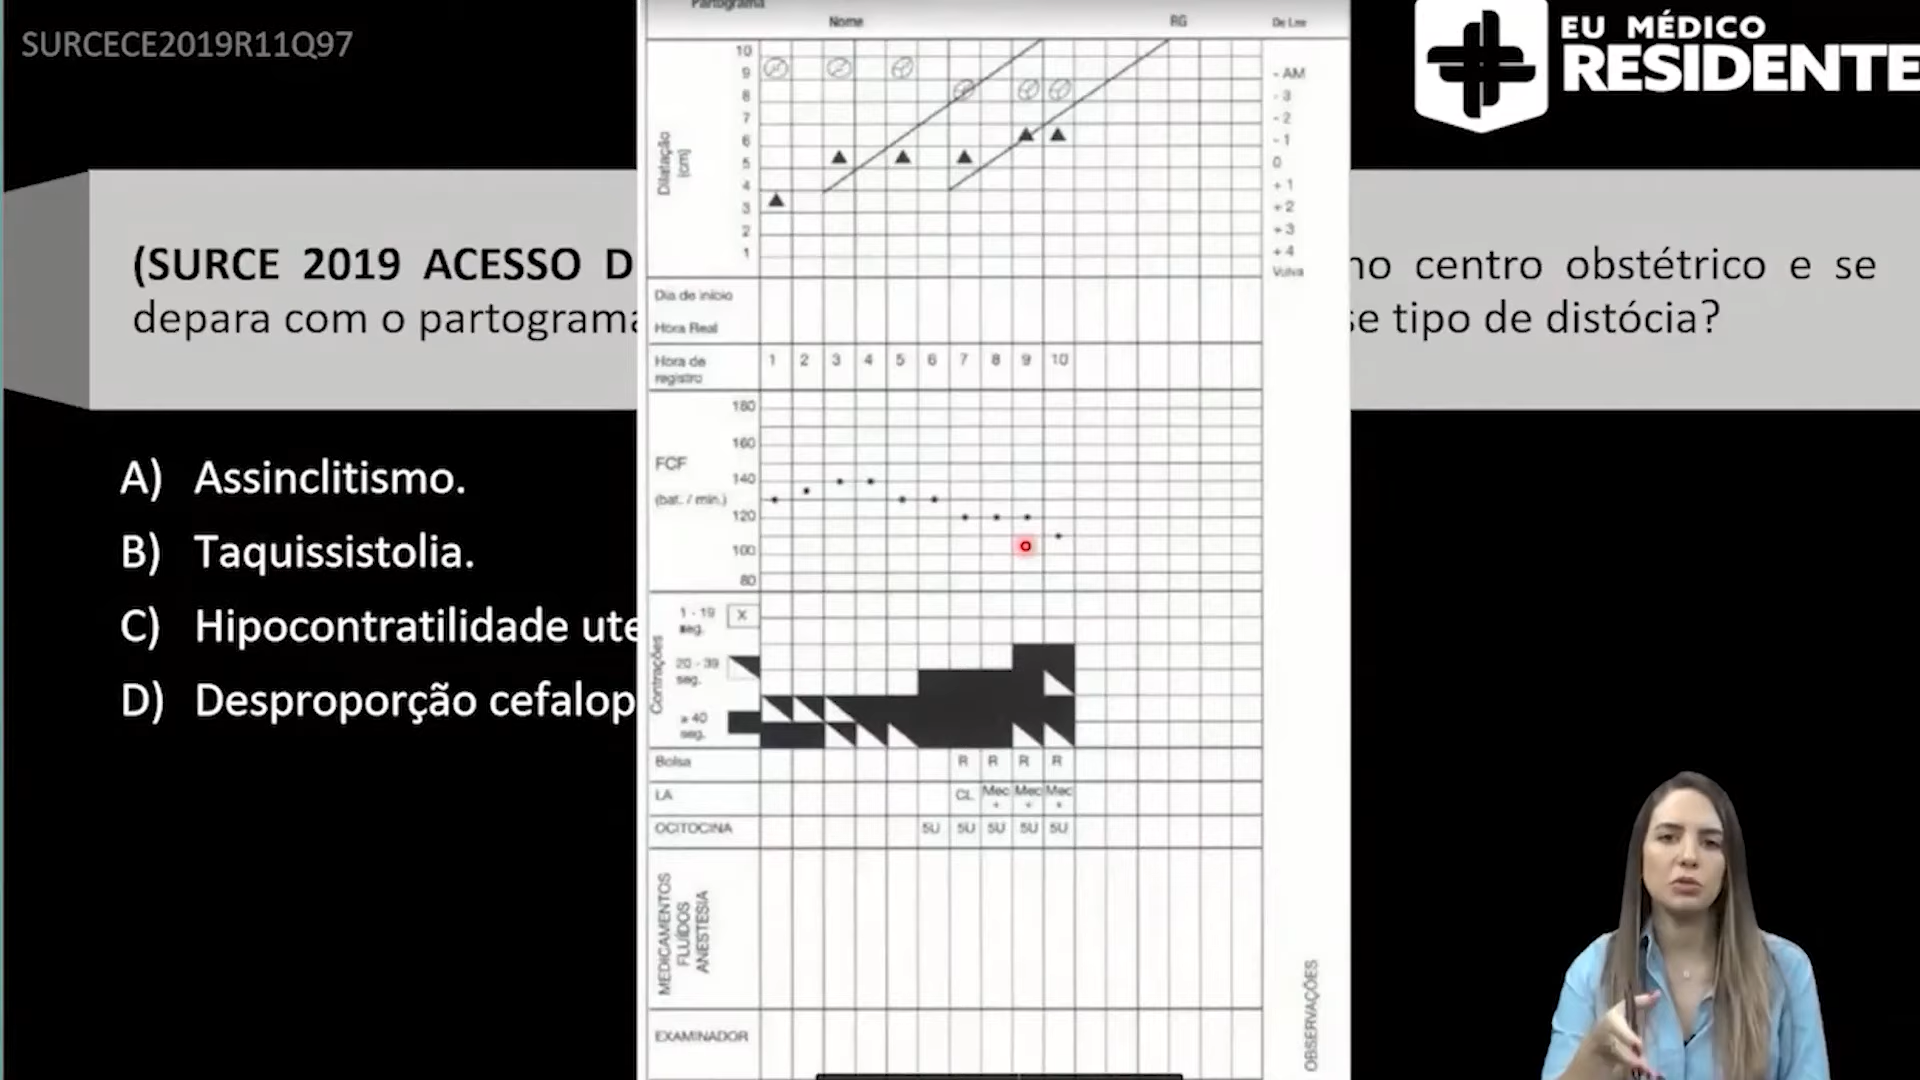 SURCECE2019R11Q97
EU MÉDICO
RESIDENTE
Partograma
Nome
RG
De Lee
10
9
8
7
6
5
4
3
2
1
Dilatação
(cm)
- AM
- 3
- 2
- 1
0
+ 1
+ 2
+ 3
+ 4
Vulva
(SURCE 2019 ACESSO D
no centro obstétrico e se
depara com o partograma
se tipo de distócia?
Dia de início
Hora Real
Hora de
registro
1 2 3 4 5 6 7 8 9 10
FCF
(bat. / min.)
180
160
140
120
100
80
A) Assinclitismo.
B) Taquissistolia.
C) Hipocontratilidade ute
D) Desproporção cefalop
Contrações
1 - 19
seg.
X
20 - 39
seg.
≥ 40
seg.
Bolsa
R R R R
LA
CL Mec Mec Mec
+ + +
OCITOCINA
5U 5U 5U 5U 5U
MEDICAMENTOS
FLUÍDOS
ANESTESIA
EXAMINADOR
OBSERVAÇÕES